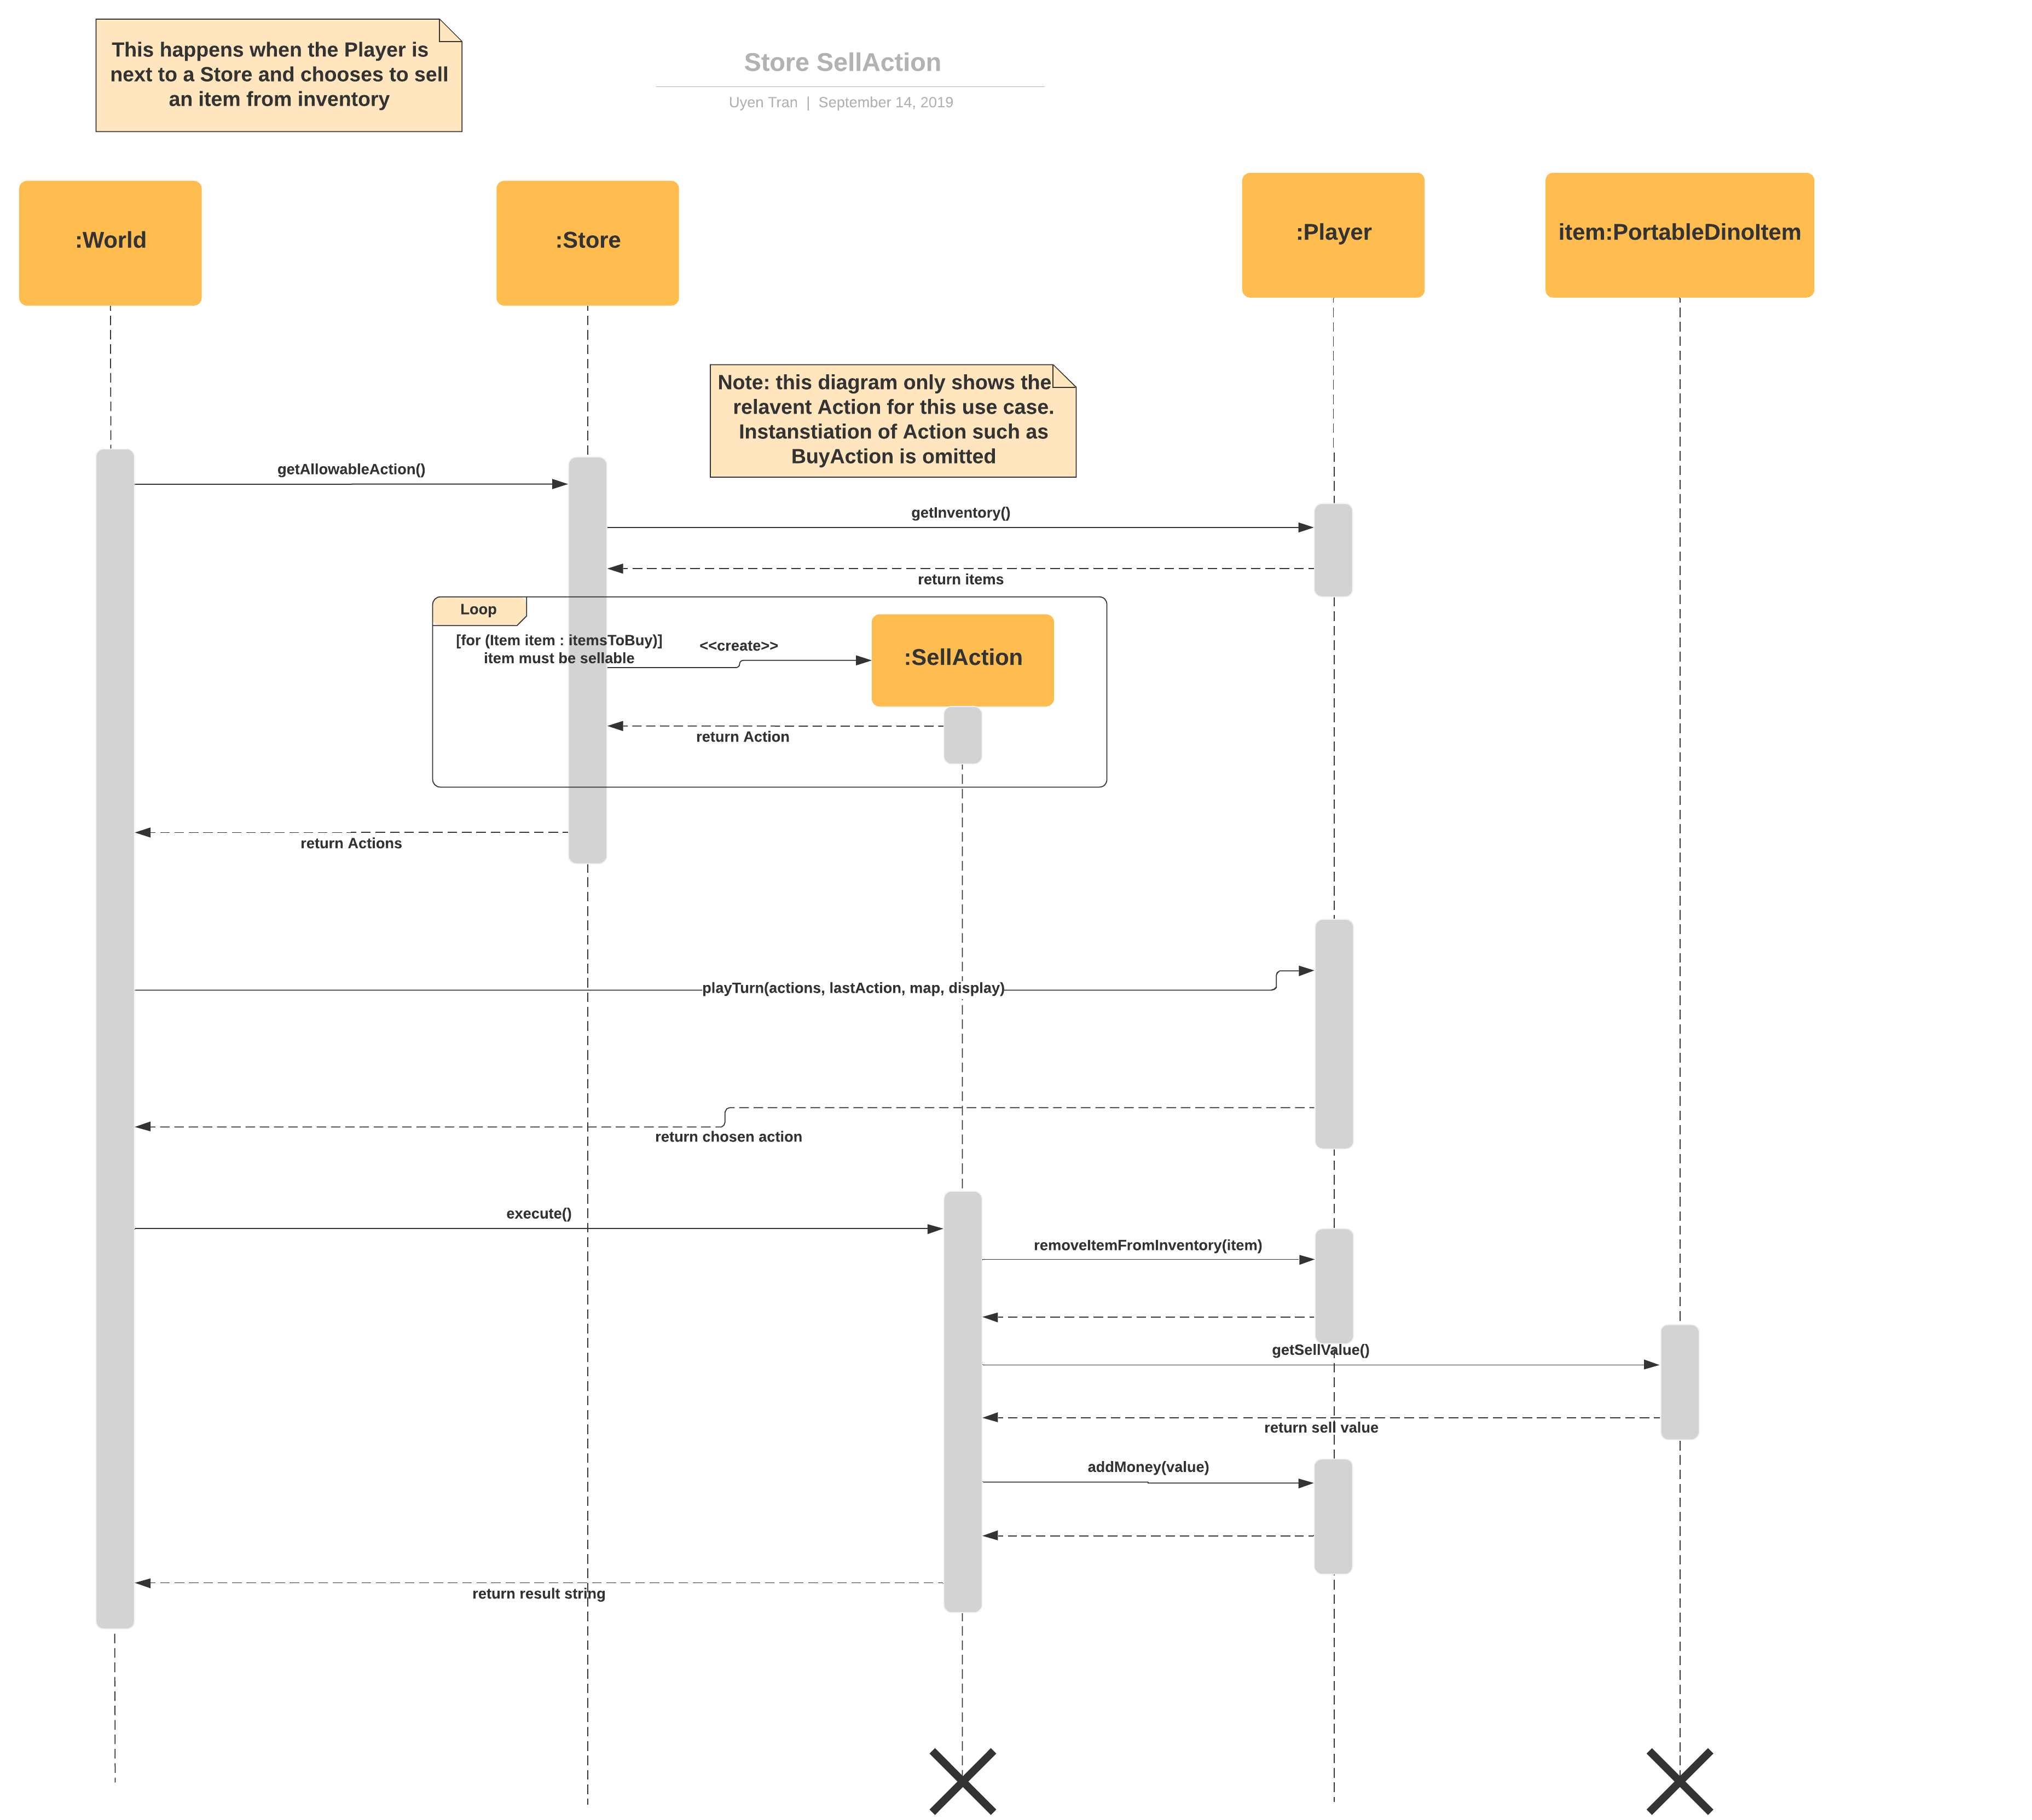 This happens when the Player is
next to a Store and chooses to sell
an item from inventory
Store SellAction
Uyen Tran | September 14, 2019
:World
:Store
:Player
item:PortableDinoItem
Note: this diagram only shows the
relavent Action for this use case.
Instanstiation of Action such as
BuyAction is omitted
getAllowableAction()
getInventory()
return items
Loop
[for (Item item : itemsToBuy)]
item must be sellable
<<create>>
:SellAction
return Action
return Actions
playTurn(actions, lastAction, map, display)
return chosen action
execute()
removeItemFromInventory(item)
getSellValue()
return sell value
addMoney(value)
return result string